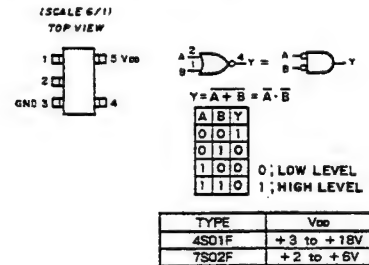 (SCALE 6/1)
TOP VIEW
1 5 VDD
2
GND 3 4
A 2 4 Y =
B 1
A B Y
Y = A + B = A · B
A B Y
0 0 1
0 1 0
1 0 0
1 1 0
0 ; LOW LEVEL
1 ; HIGH LEVEL
TYPE VDD
4S01F +3 to +18V
7S02F +2 to +6V